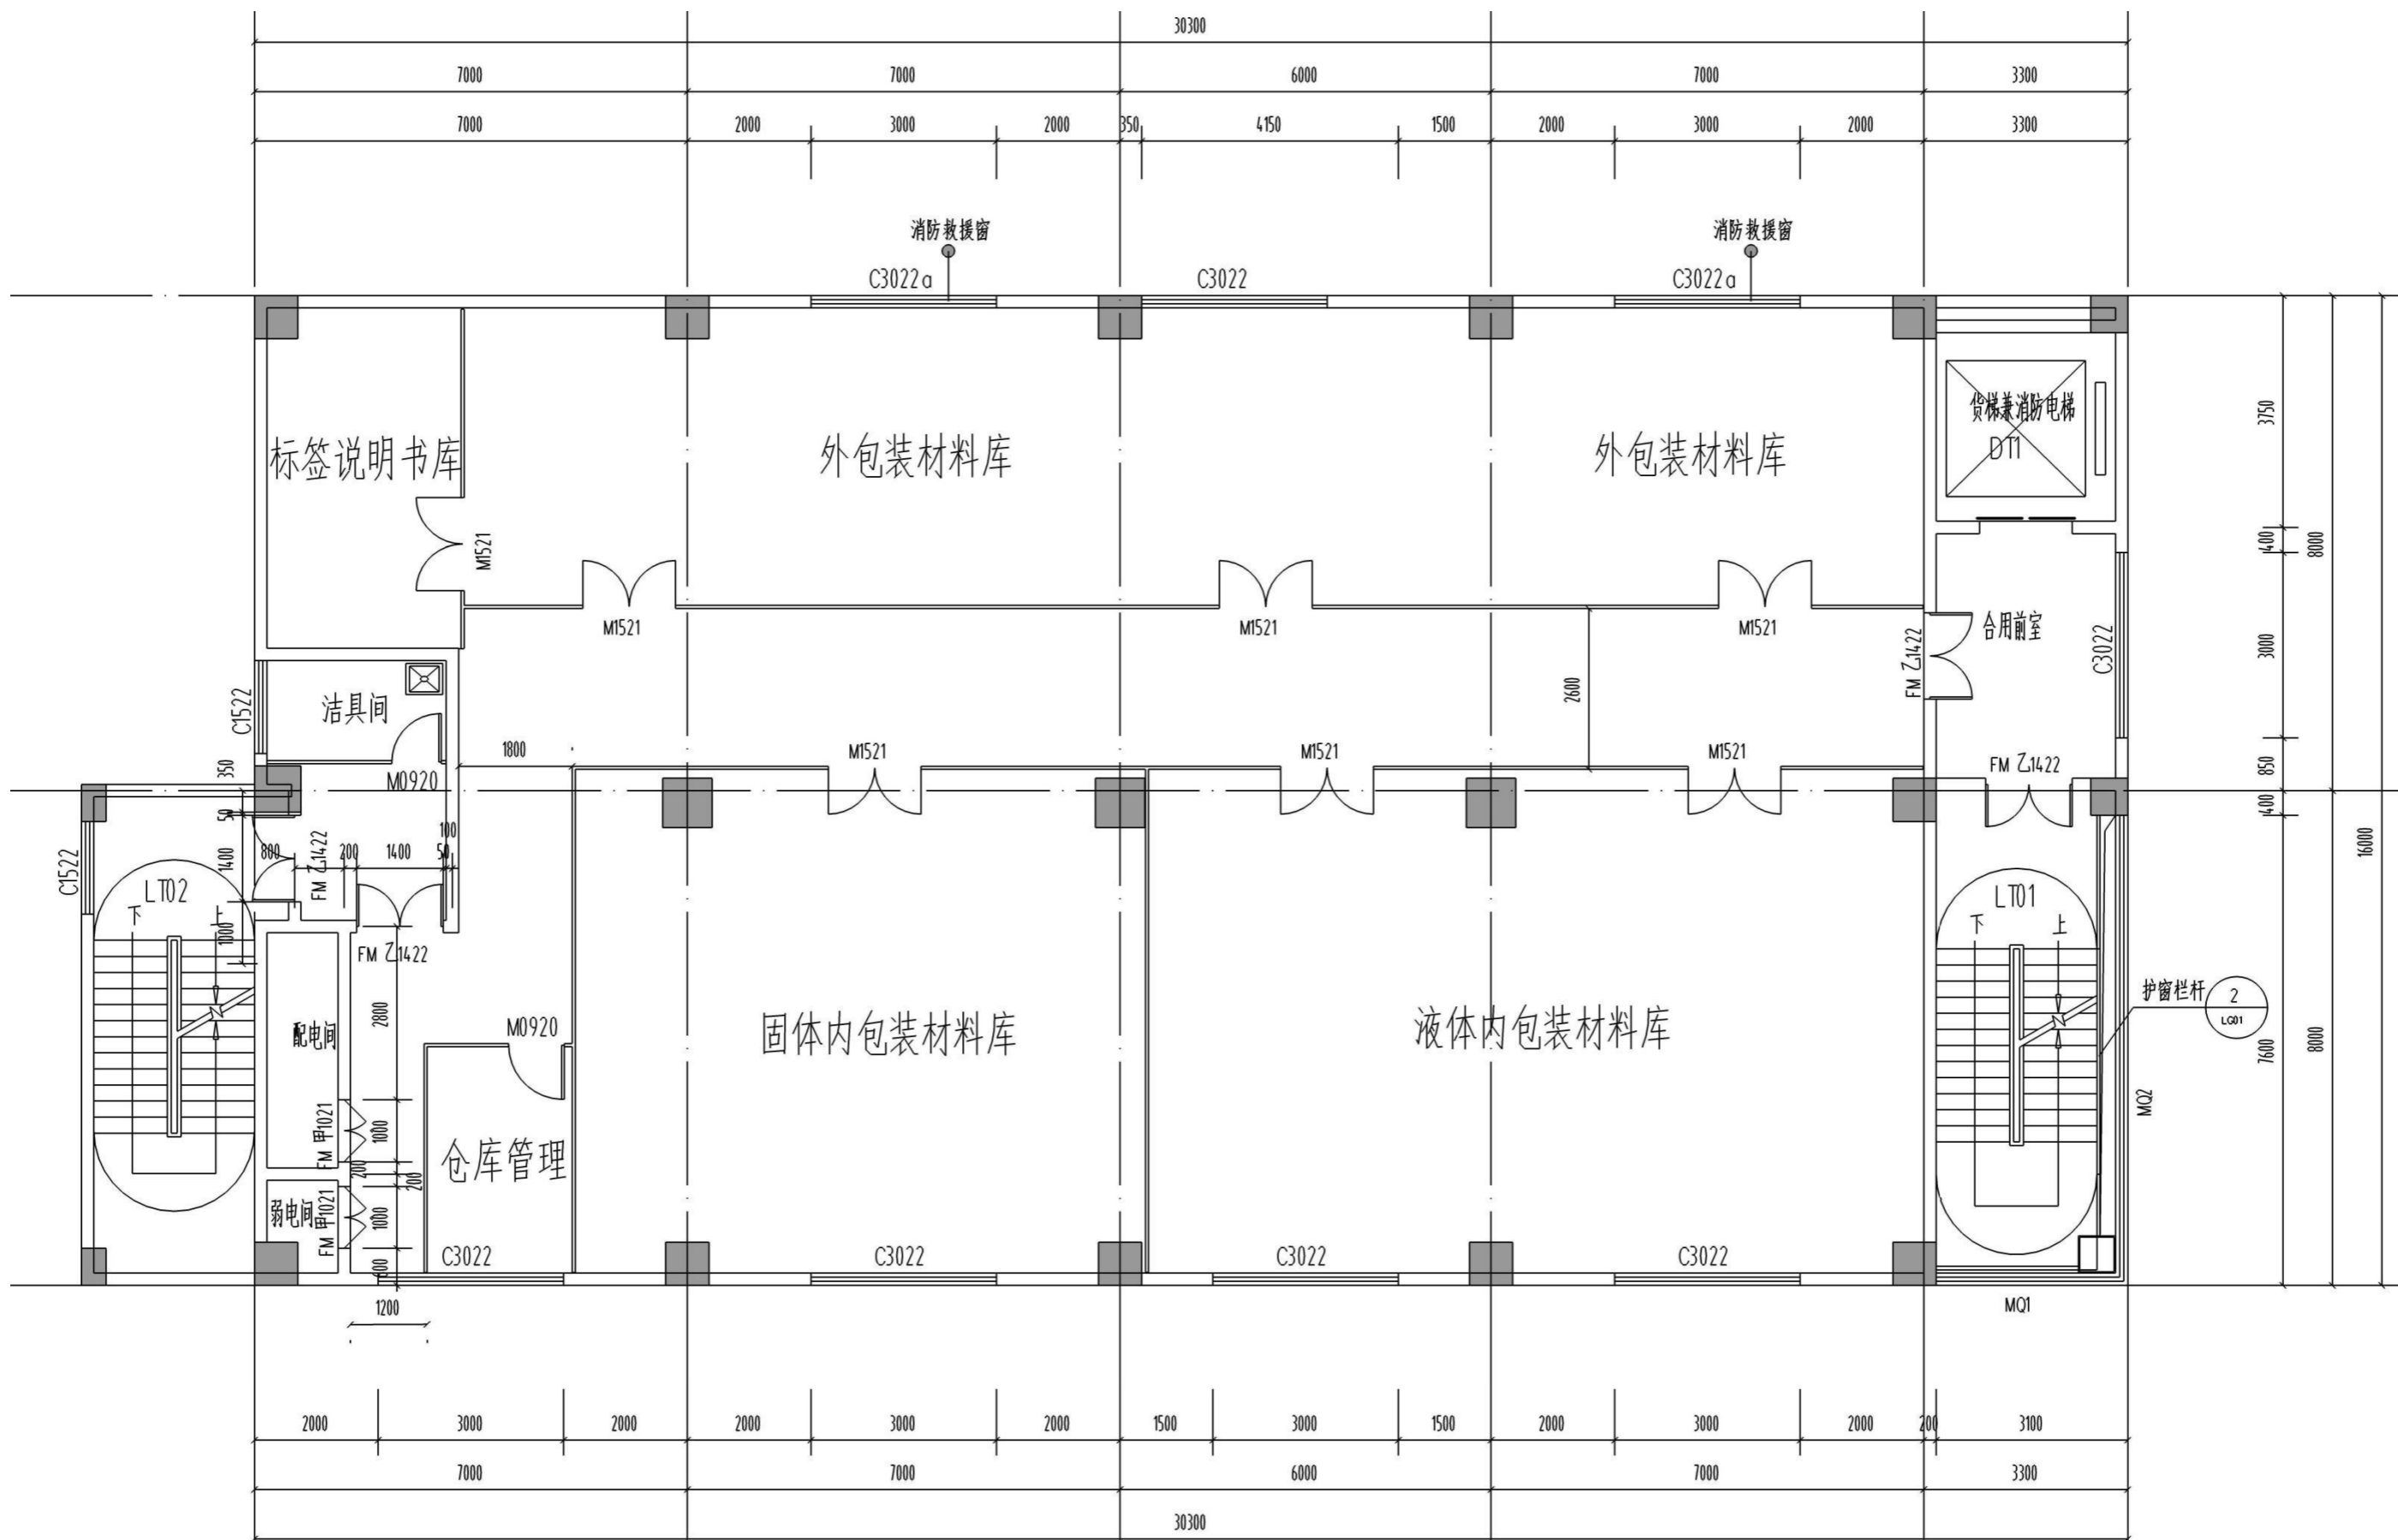 30300
7000 7000 6000 7000 3300
7000 2000 3000 2000 350 4150 1500 2000 3000 2000 3300
消防救援窗 消防救援窗
C3022a C3022 C3022a
标签说明书库 外包装材料库 外包装材料库
货梯兼消防电梯
DT1
3750
M1521
400
8000
M1521 M1521 M1521
合用前室
FM 乙1422
C3022
3000
2600
C1522
洁具间
1800
M1521 M1521 M1521
FM 乙1422
850
350
M0920
400
50
16000
C1522
1400
800
FM 乙1422
200
1400
100
50
LT02
下 上
1000
LT01
下 上
FM 乙1422
护窗栏杆
2
LG01
2800
配电间
M0920
固体内包装材料库 液体内包装材料库
7600
8000
MQ2
FM 甲1021
1000
200
200
仓库管理
弱电间
FM 甲1021
1000
C3022 C3022 C3022 C3022
600
1200
MQ1
2000 3000 2000 2000 3000 2000 1500 3000 1500 2000 3000 2000 200 3100
7000 7000 6000 7000 3300
30300